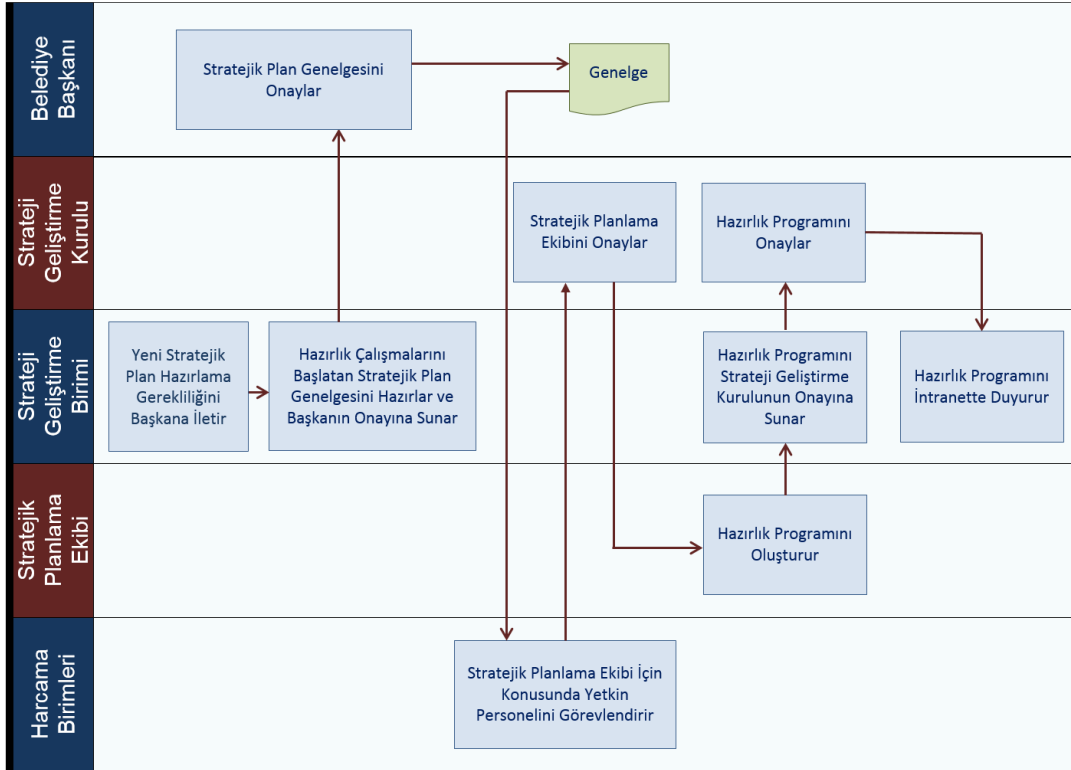 Belediye
Başkanı
Stratejik Plan Genelgesini
Onaylar
Genelge
Strateji
Geliştirme
Kurulu
Stratejik Planlama
Ekibini Onaylar
Hazırlık Programını
Onaylar
Strateji
Geliştirme
Birimi
Yeni Stratejik
Plan Hazırlama
Gerekliliğini
Başkana İletir
Hazırlık Çalışmalarını
Başlatan Stratejik Plan
Genelgesini Hazırlar ve
Başkanın Onayına Sunar
Hazırlık Programını
Strateji Geliştirme
Kurulunun Onayına
Sunar
Hazırlık Programını
İntranette Duyurur
Stratejik
Planlama
Ekibi
Hazırlık Programını
Oluşturur
Harcama
Birimleri
Stratejik Planlama Ekibi İçin
Konusunda Yetkin
Personelini Görevlendirir